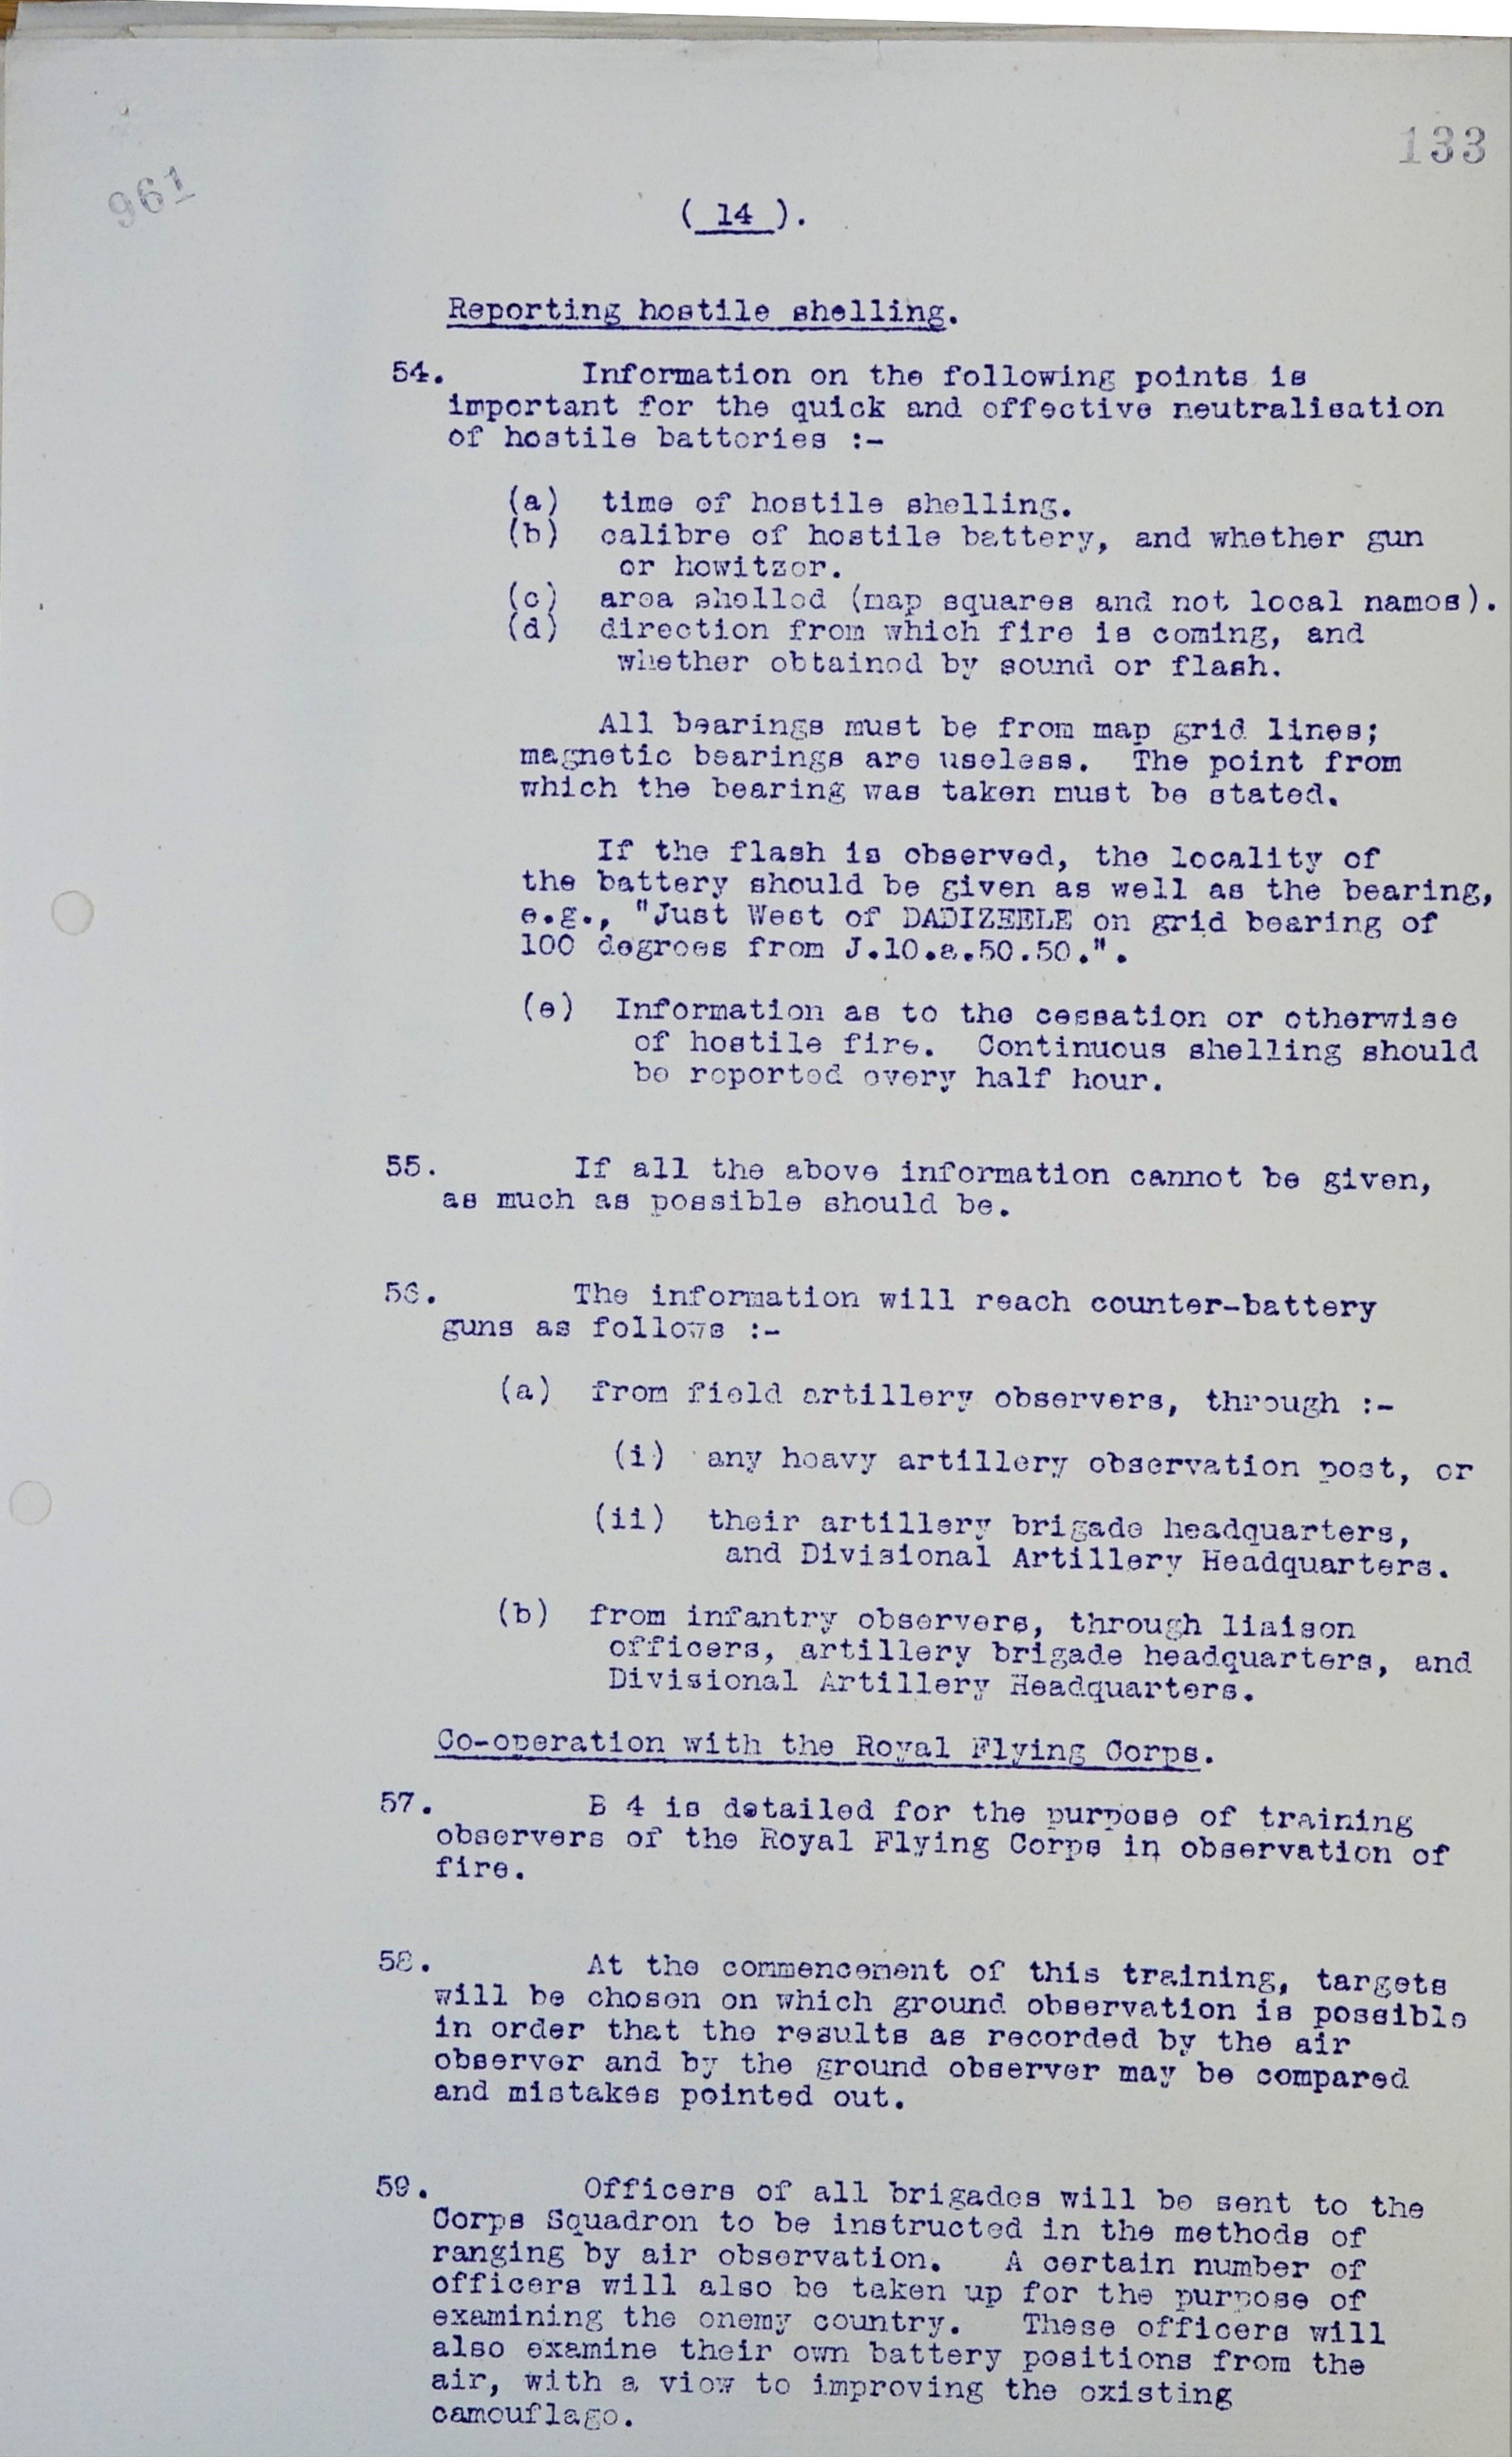 133
961
( 14 ).
Reporting hostile shelling.
54. Information on the following points is
important for the quick and effective neutralisation
of hostile batteries :-
(a) time of hostile shelling.
(b) calibre of hostile battery, and whether gun
or howitzer.
(c) area shelled (map squares and not local names).
(d) direction from which fire is coming, and
whether obtained by sound or flash.
All bearings must be from map grid lines;
magnetic bearings are useless. The point from
which the bearing was taken must be stated.
If the flash is observed, the locality of
the battery should be given as well as the bearing,
e.g., "Just West of DADIZEELE on grid bearing of
100 degrees from J.10.a.50.50.".
(e) Information as to the cessation or otherwise
of hostile fire. Continuous shelling should
be reported every half hour.
55. If all the above information cannot be given,
as much as possible should be.
56. The information will reach counter-battery
guns as follows :-
(a) from field artillery observers, through :-
(i) any heavy artillery observation post, or
(ii) their artillery brigade headquarters,
and Divisional Artillery Headquarters.
(b) from infantry observers, through liaison
officers, artillery brigade headquarters, and
Divisional Artillery Headquarters.
Co-operation with the Royal Flying Corps.
57. B 4 is detailed for the purpose of training
observers of the Royal Flying Corps in observation of
fire.
58. At the commencement of this training, targets
will be chosen on which ground observation is possible
in order that the results as recorded by the air
observer and by the ground observer may be compared
and mistakes pointed out.
59. Officers of all brigades will be sent to the
Corps Squadron to be instructed in the methods of
ranging by air observation. A certain number of
officers will also be taken up for the purpose of
examining the enemy country. These officers will
also examine their own battery positions from the
air, with a view to improving the existing
camouflage.